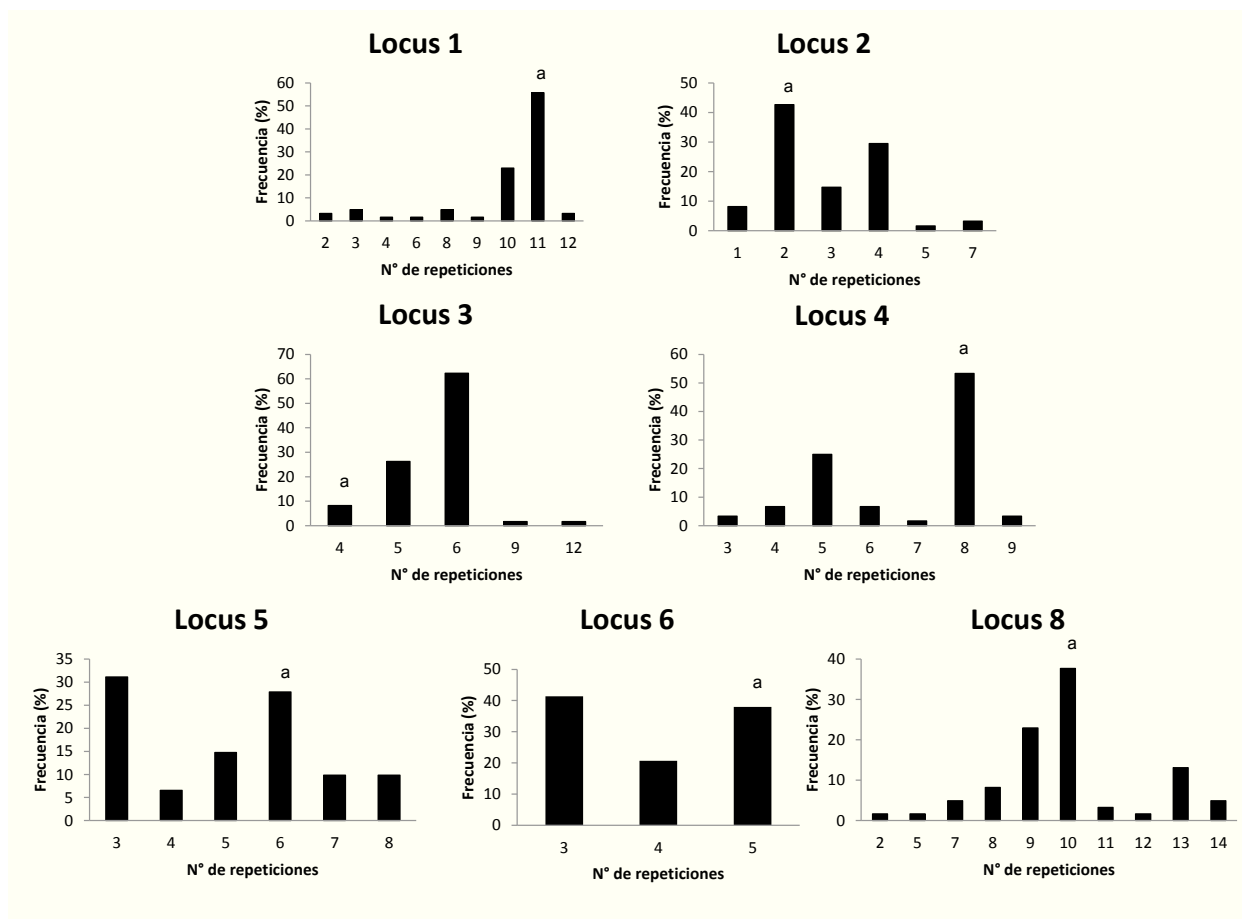 Locus 1
a
Frecuencia (%)
60
50
40
30
20
10
0
2 3 4 6 8 9 10 11 12
N° de repeticiones
Locus 2
a
Frecuencia (%)
50
40
30
20
10
0
1 2 3 4 5 7
N° de repeticiones
Locus 3
a
Frecuencia (%)
70
60
50
40
30
20
10
0
4 5 6 9 12
N° de repeticiones
Locus 4
a
Frecuencia (%)
60
50
40
30
20
10
0
3 4 5 6 7 8 9
N° de repeticiones
Locus 5
a
Frecuencia (%)
35
30
25
20
15
10
5
0
3 4 5 6 7 8
N° de repeticiones
Locus 6
a
Frecuencia (%)
50
40
30
20
10
0
3 4 5
N° de repeticiones
Locus 8
a
Frecuencia (%)
40
30
20
10
0
2 5 7 8 9 10 11 12 13 14
N° de repeticiones